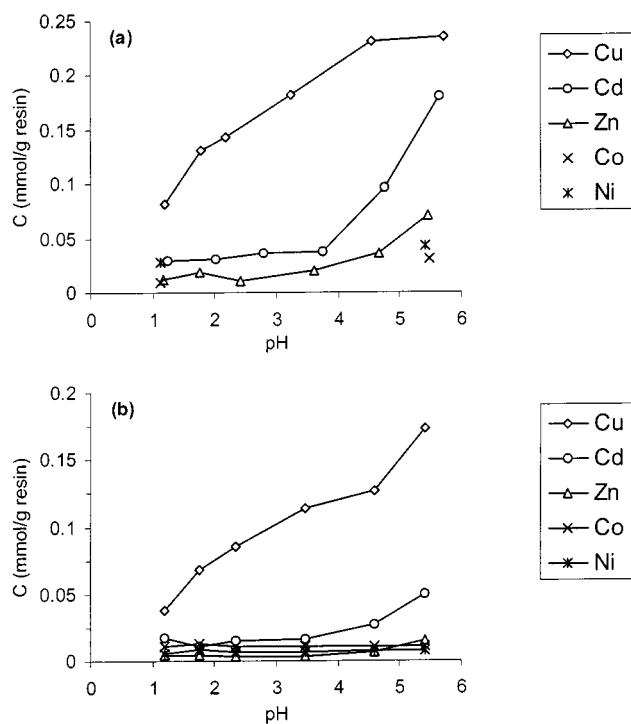 (a)
C (mmol/g resin)
0.25
0.2
0.15
0.1
0.05
0
0 1 2 3 4 5 6
pH
Cu
Cd
Zn
Co
Ni
(b)
C (mmol/g resin)
0.2
0.15
0.1
0.05
0
0 1 2 3 4 5 6
pH
Cu
Cd
Zn
Co
Ni